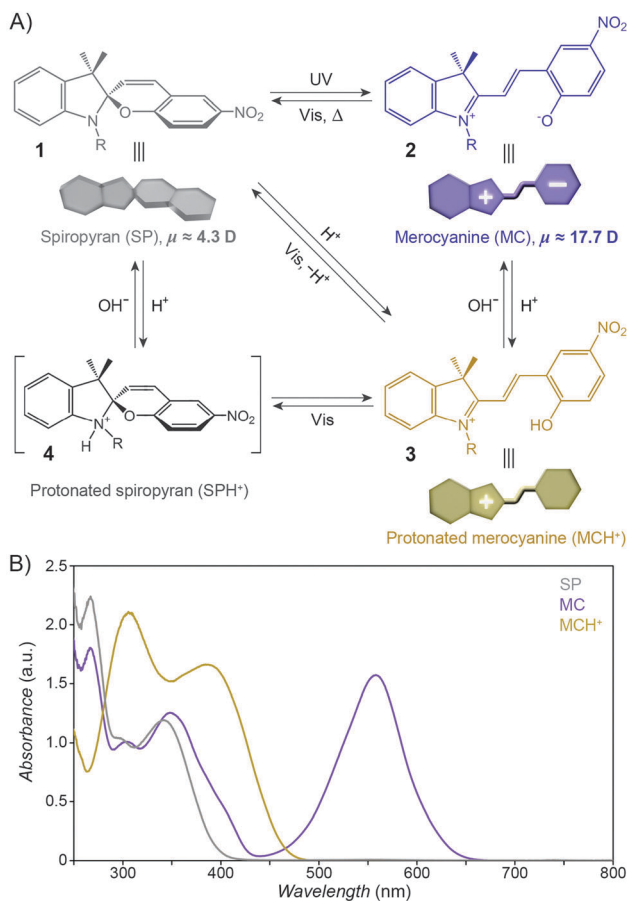 A)
NO₂
N
O
R
1
UV
Vis, Δ
NO₂
⁻O
N⁺
R
2
Spiropyran (SP), μ ≈ 4.3 D
+
−
Merocyanine (MC), μ ≈ 17.7 D
H⁺
Vis, −H⁺
OH⁻
H⁺
OH⁻
H⁺
NO₂
N⁺
O
H
R
4
Vis
NO₂
HO
N⁺
R
3
Protonated spiropyran (SPH⁺)
+
Protonated merocyanine (MCH⁺)
B)
SP
MC
MCH⁺
Absorbance (a.u.)
2.5
2.0
1.5
1.0
0.5
0
300
400
500
600
700
800
Wavelength (nm)